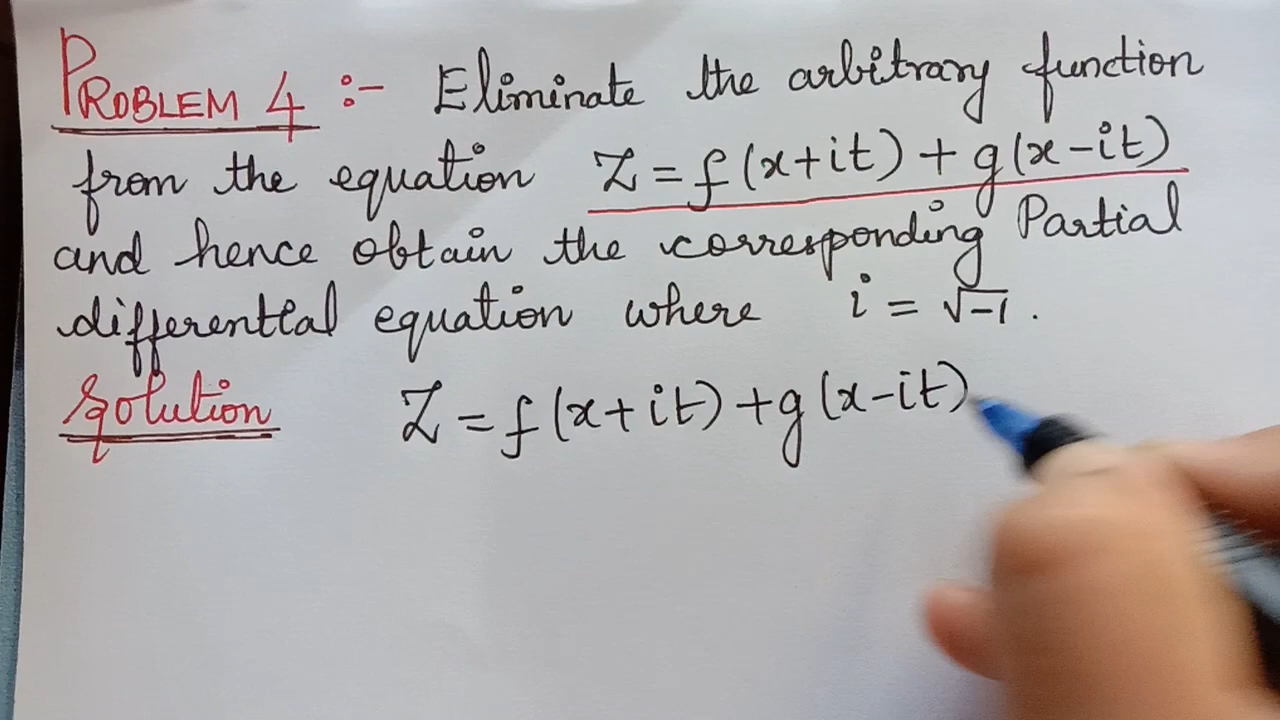 PROBLEM 4 :- Eliminate the arbitrary function
from the equation Z = f(x+it) + g(x-it)
and hence obtain the corresponding Partial
differential equation where i = √-1 .
Solution Z = f(x+it) + g(x-it)